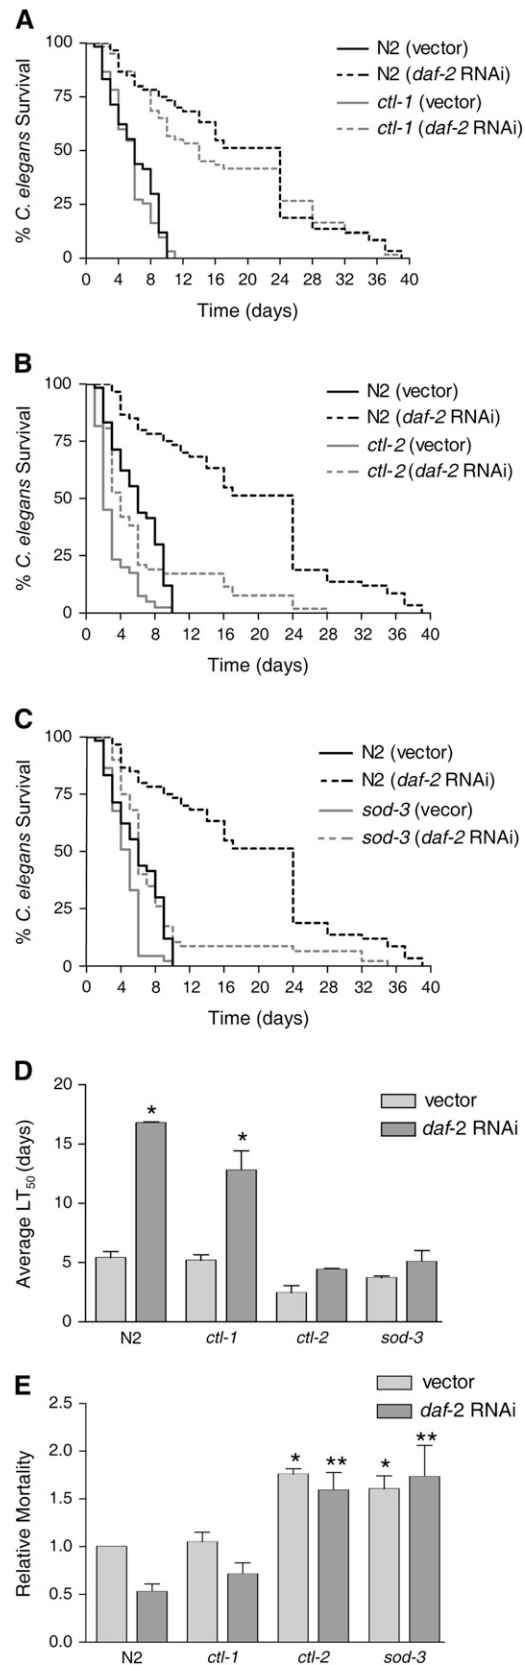 A
100
75
50
25
0
% C. elegans Survival
0 4 8 12 16 20 24 28 32 36 40
Time (days)
N2 (vector)
N2 (daf-2 RNAi)
ctl-1 (vector)
ctl-1 (daf-2 RNAi)
B
100
75
50
25
0
% C. elegans Survival
0 4 8 12 16 20 24 28 32 36 40
Time (days)
N2 (vector)
N2 (daf-2 RNAi)
ctl-2 (vector)
ctl-2 (daf-2 RNAi)
C
100
75
50
25
0
% C. elegans Survival
0 4 8 12 16 20 24 28 32 36 40
Time (days)
N2 (vector)
N2 (daf-2 RNAi)
sod-3 (vecor)
sod-3 (daf-2 RNAi)
D
20
15
10
5
0
Average LT50 (days)
vector
daf-2 RNAi
* *
N2 ctl-1 ctl-2 sod-3
E
2.5
2.0
1.5
1.0
0.5
0.0
Relative Mortality
vector
daf-2 RNAi
* ** * **
N2 ctl-1 ctl-2 sod-3